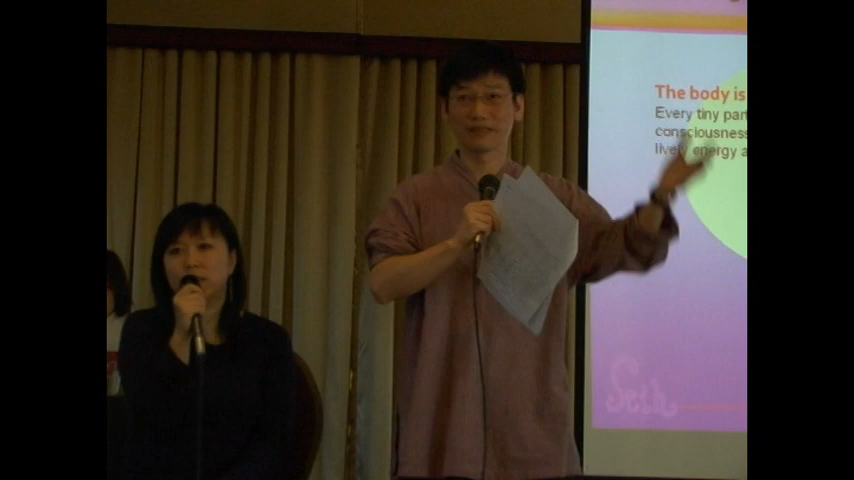 The body is
Every tiny part
consciousness
lively energy a
Seth